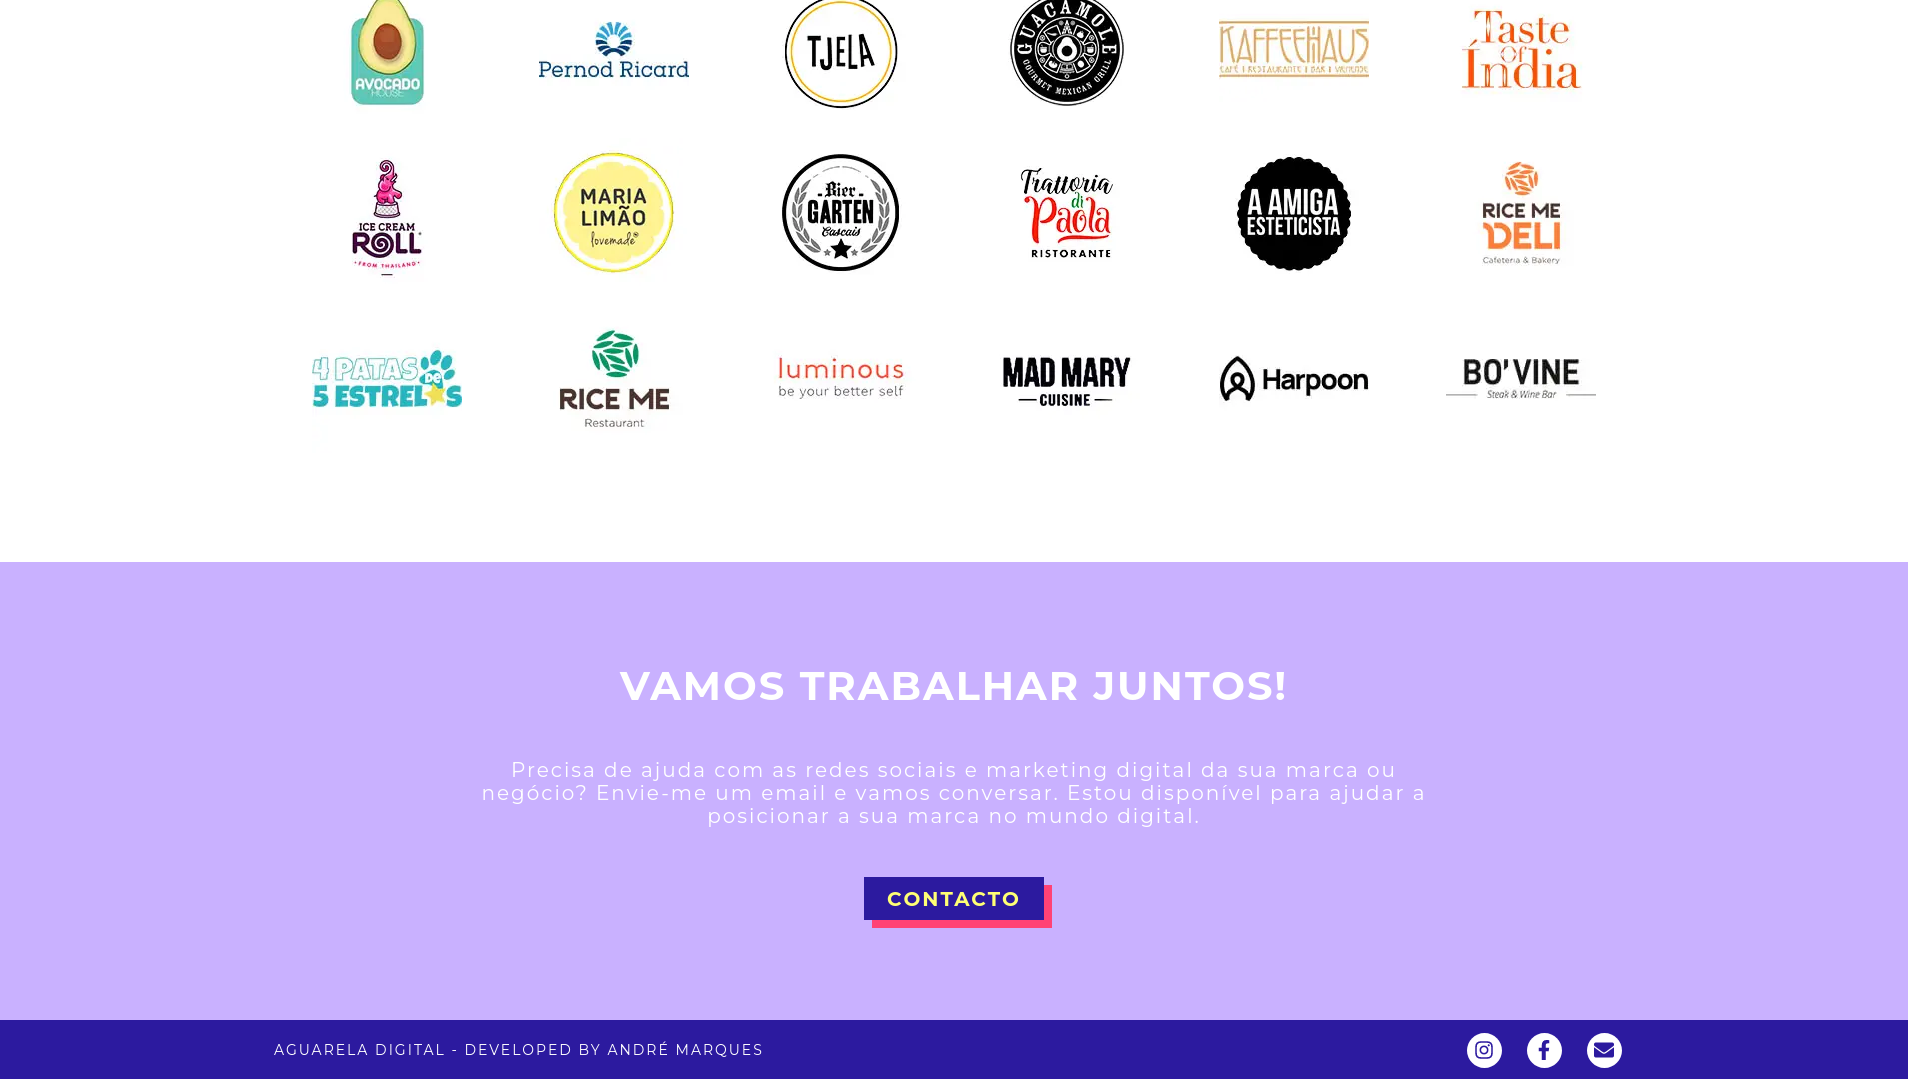 AVOCADO
HOUSE
Pernod Ricard
TJELA
GUACAMOLE
GOURMET MEXICAN GRILL
KAFFEEHAUS
CAFÉ | RESTAURANTE | BAR | VIENENSE
Taste
Of
Índia
ICE CREAM
ROLL
FROM THAILAND
MARIA
LIMÃO
lovemade
Bier
GARTEN
Cascais
Trattoria
di
Paola
RISTORANTE
A AMIGA
ESTETICISTA
RICE ME
DELI
Cafeteria & Bakery
4 PATAS
DE
5 ESTRELAS
RICE ME
Restaurant
luminous
be your better self
MAD MARY
CUISINE
Harpoon
BO'VINE
Steak & Wine Bar
VAMOS TRABALHAR JUNTOS!
Precisa de ajuda com as redes sociais e marketing digital da sua marca ou
negócio? Envie-me um email e vamos conversar. Estou disponível para ajudar a
posicionar a sua marca no mundo digital.
CONTACTO
AGUARELA DIGITAL - DEVELOPED BY ANDRÉ MARQUES